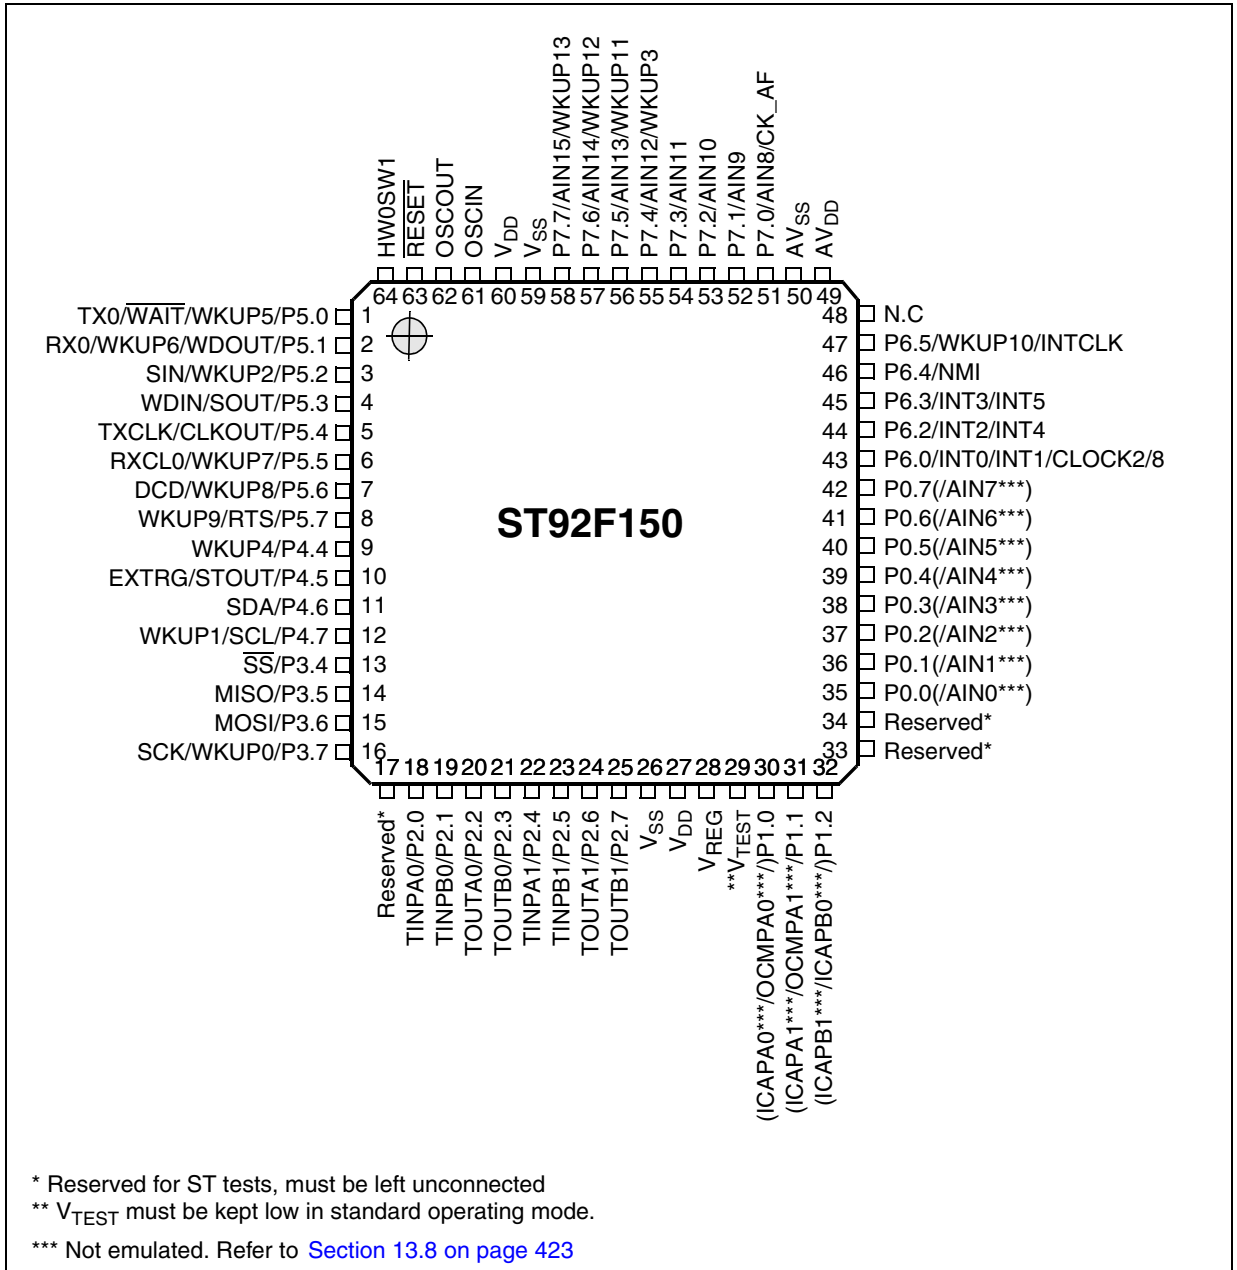 HW0SW1
RESET
OSCOUT
OSCIN
VDD
VSS
P7.7/AIN15/WKUP13
P7.6/AIN14/WKUP12
P7.5/AIN13/WKUP11
P7.4/AIN12/WKUP3
P7.3/AIN11
P7.2/AIN10
P7.1/AIN9
P7.0/AIN8/CK_AF
AVSS
AVDD
64 63 62 61 60 59 58 57 56 55 54 53 52 51 50 49
TX0/WAIT/WKUP5/P5.0 1
RX0/WKUP6/WDOUT/P5.1 2
SIN/WKUP2/P5.2 3
WDIN/SOUT/P5.3 4
TXCLK/CLKOUT/P5.4 5
RXCL0/WKUP7/P5.5 6
DCD/WKUP8/P5.6 7
WKUP9/RTS/P5.7 8
WKUP4/P4.4 9
EXTRG/STOUT/P4.5 10
SDA/P4.6 11
WKUP1/SCL/P4.7 12
SS/P3.4 13
MISO/P3.5 14
MOSI/P3.6 15
SCK/WKUP0/P3.7 16
ST92F150
48 N.C
47 P6.5/WKUP10/INTCLK
46 P6.4/NMI
45 P6.3/INT3/INT5
44 P6.2/INT2/INT4
43 P6.0/INT0/INT1/CLOCK2/8
42 P0.7(/AIN7***)
41 P0.6(/AIN6***)
40 P0.5(/AIN5***)
39 P0.4(/AIN4***)
38 P0.3(/AIN3***)
37 P0.2(/AIN2***)
36 P0.1(/AIN1***)
35 P0.0(/AIN0***)
34 Reserved*
33 Reserved*
17 18 19 20 21 22 23 24 25 26 27 28 29 30 31 32
Reserved*
TINPA0/P2.0
TINPB0/P2.1
TOUTA0/P2.2
TOUTB0/P2.3
TINPA1/P2.4
TINPB1/P2.5
TOUTA1/P2.6
TOUTB1/P2.7
VSS
VDD
VREG
**VTEST
(ICAPA0***/OCMPA0***/)P1.0
(ICAPA1***/OCMPA1***/P1.1
(ICAPB1***/ICAPB0***/)P1.2
* Reserved for ST tests, must be left unconnected
** VTEST must be kept low in standard operating mode.
*** Not emulated. Refer to Section 13.8 on page 423